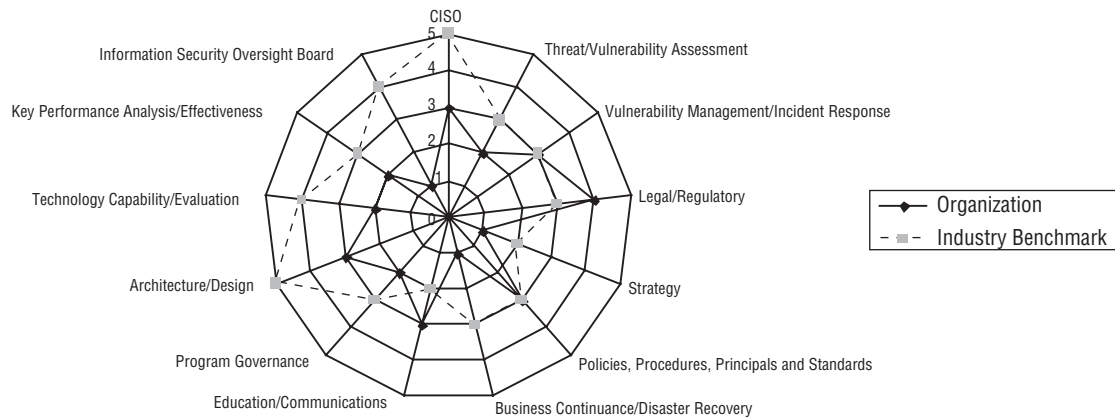 CISO
5
Information Security Oversight Board
Threat/Vulnerability Assessment
4
Key Performance Analysis/Effectiveness
3
Vulnerability Management/Incident Response
2
1
Technology Capability/Evaluation
Legal/Regulatory
0
Organization
Industry Benchmark
Architecture/Design
Strategy
Program Governance
Policies, Procedures, Principals and Standards
Education/Communications
Business Continuance/Disaster Recovery